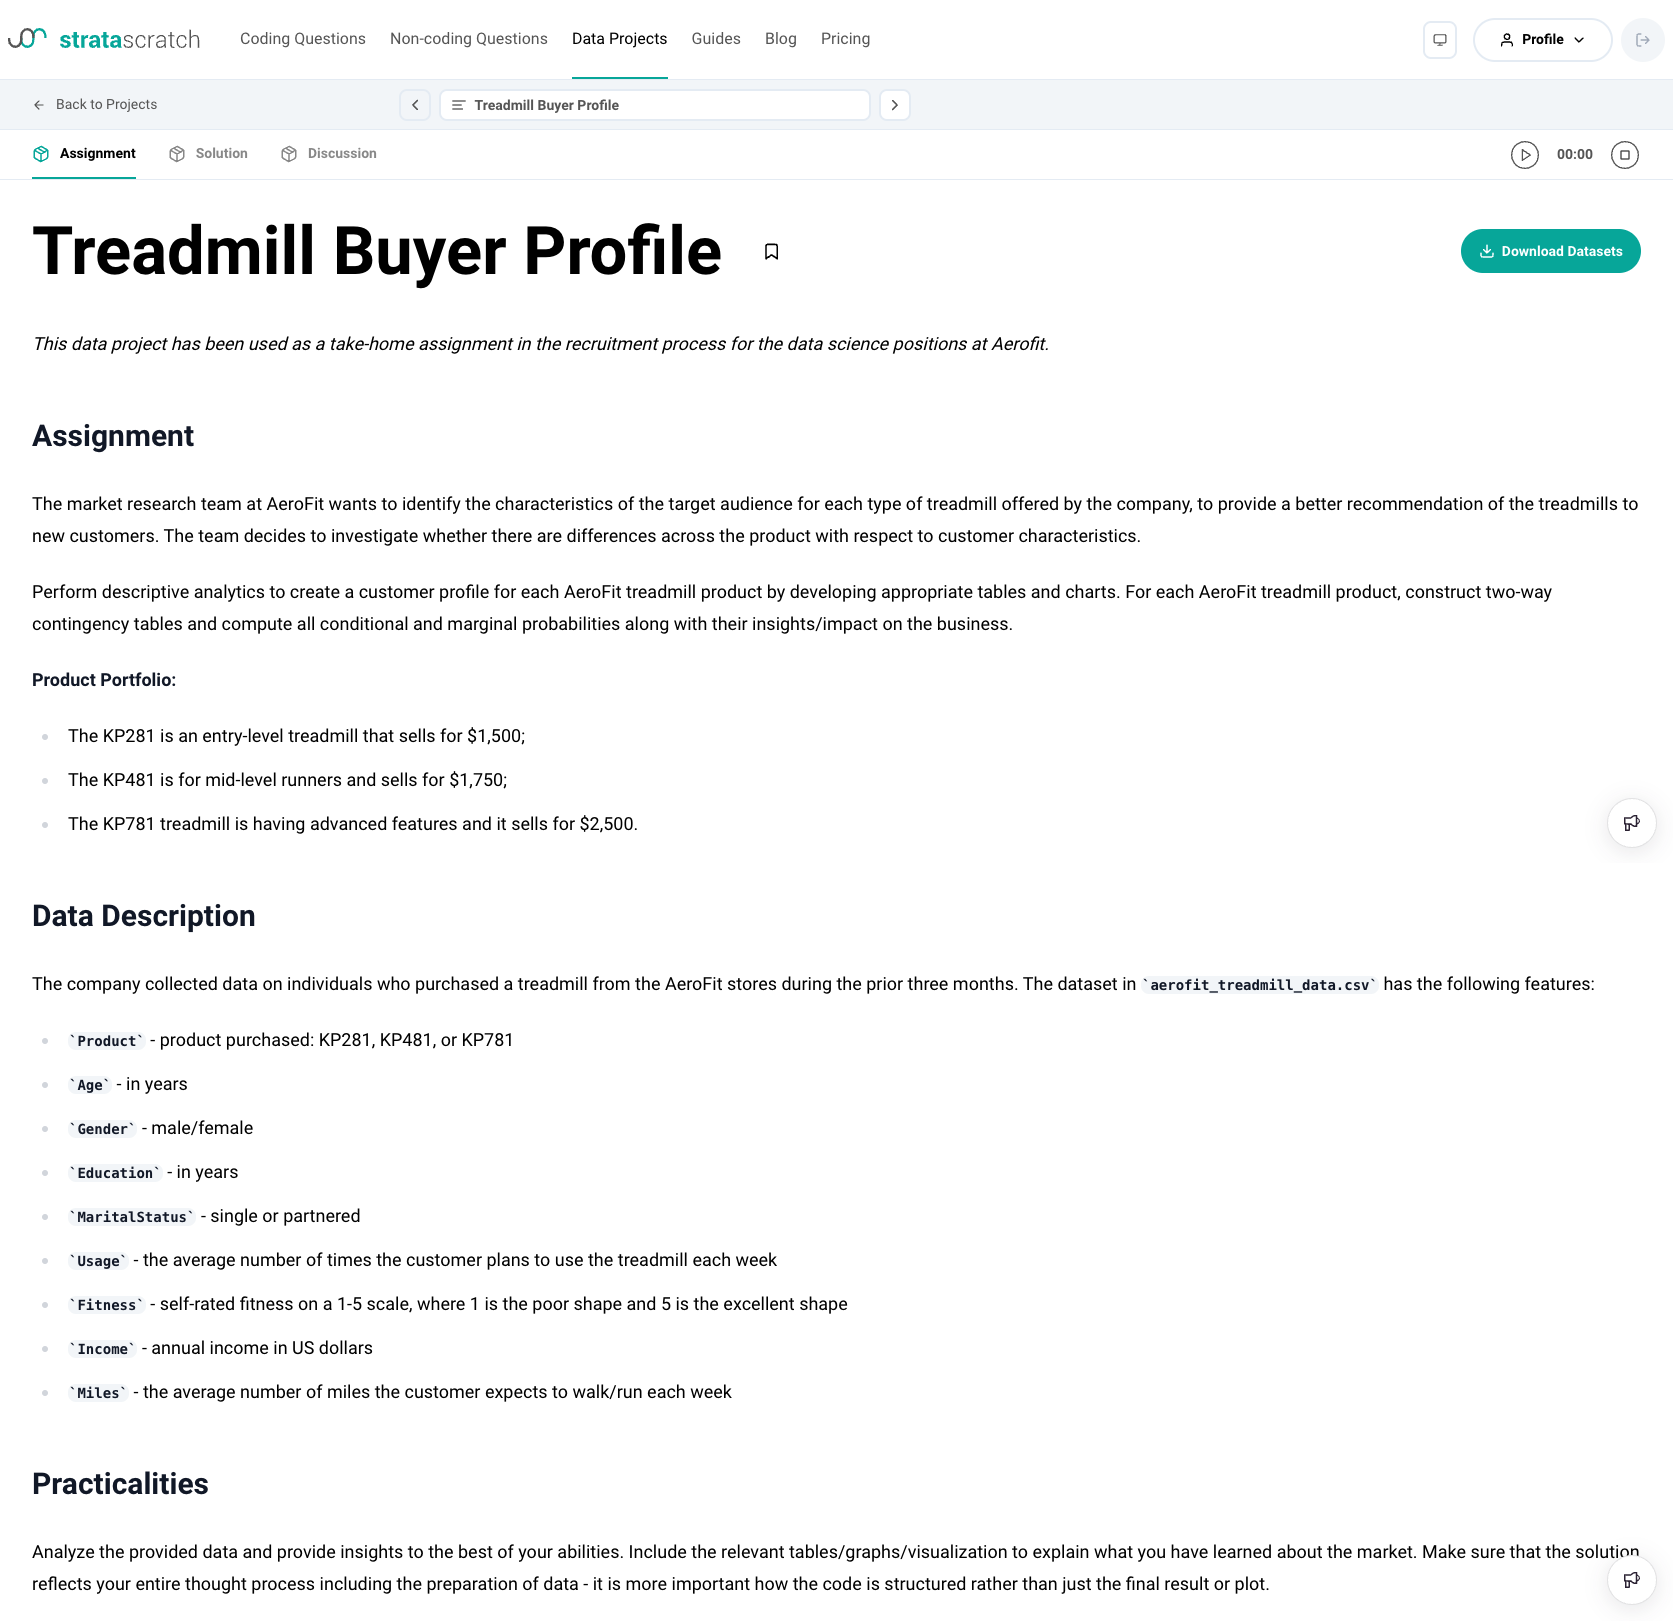 stratascratch
Coding Questions
Non-coding Questions
Data Projects
Guides
Blog
Pricing
Profile
Back to Projects
Treadmill Buyer Profile
Assignment
Solution
Discussion
00:00
Treadmill Buyer Profile
Download Datasets
This data project has been used as a take-home assignment in the recruitment process for the data science positions at Aerofit.
Assignment
The market research team at AeroFit wants to identify the characteristics of the target audience for each type of treadmill offered by the company, to provide a better recommendation of the treadmills to
new customers. The team decides to investigate whether there are differences across the product with respect to customer characteristics.
Perform descriptive analytics to create a customer profile for each AeroFit treadmill product by developing appropriate tables and charts. For each AeroFit treadmill product, construct two-way
contingency tables and compute all conditional and marginal probabilities along with their insights/impact on the business.
Product Portfolio:
The KP281 is an entry-level treadmill that sells for $1,500;
The KP481 is for mid-level runners and sells for $1,750;
The KP781 treadmill is having advanced features and it sells for $2,500.
Data Description
The company collected data on individuals who purchased a treadmill from the AeroFit stores during the prior three months. The dataset in `aerofit_treadmill_data.csv` has the following features:
`Product` - product purchased: KP281, KP481, or KP781
`Age` - in years
`Gender` - male/female
`Education` - in years
`MaritalStatus` - single or partnered
`Usage` - the average number of times the customer plans to use the treadmill each week
`Fitness` - self-rated fitness on a 1-5 scale, where 1 is the poor shape and 5 is the excellent shape
`Income` - annual income in US dollars
`Miles` - the average number of miles the customer expects to walk/run each week
Practicalities
Analyze the provided data and provide insights to the best of your abilities. Include the relevant tables/graphs/visualization to explain what you have learned about the market. Make sure that the solution
reflects your entire thought process including the preparation of data - it is more important how the code is structured rather than just the final result or plot.